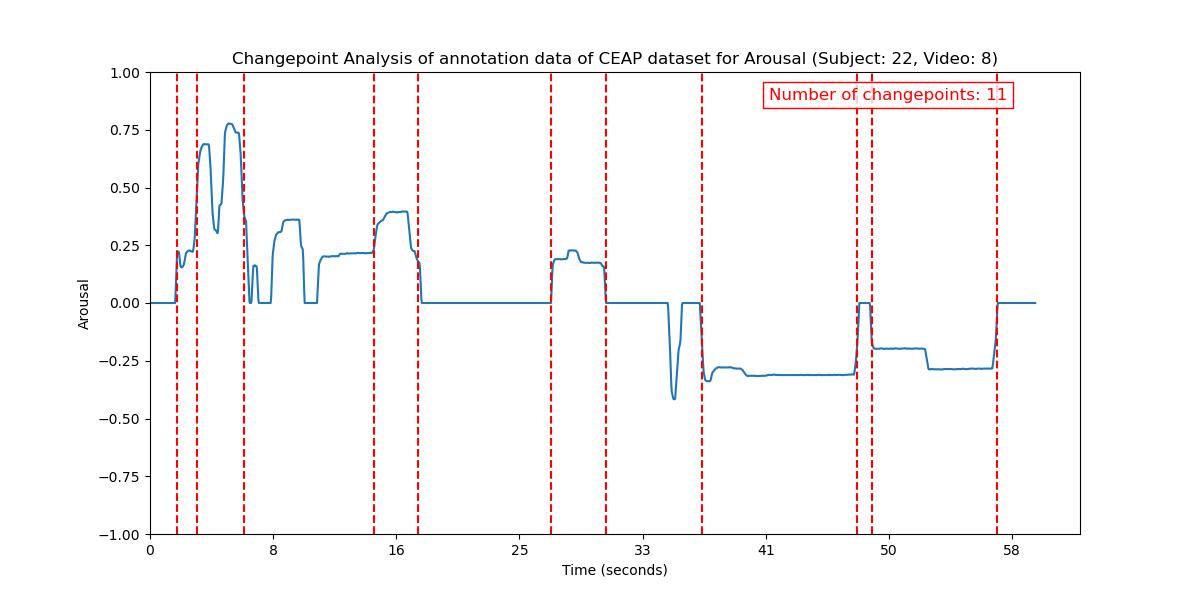 Changepoint Analysis of annotation data of CEAP dataset for Arousal (Subject: 22, Video: 8)
Number of changepoints: 11
1.00
0.75
0.50
0.25
0.00
−0.25
−0.50
−0.75
−1.00
Arousal
0 8 16 25 33 41 50 58
Time (seconds)